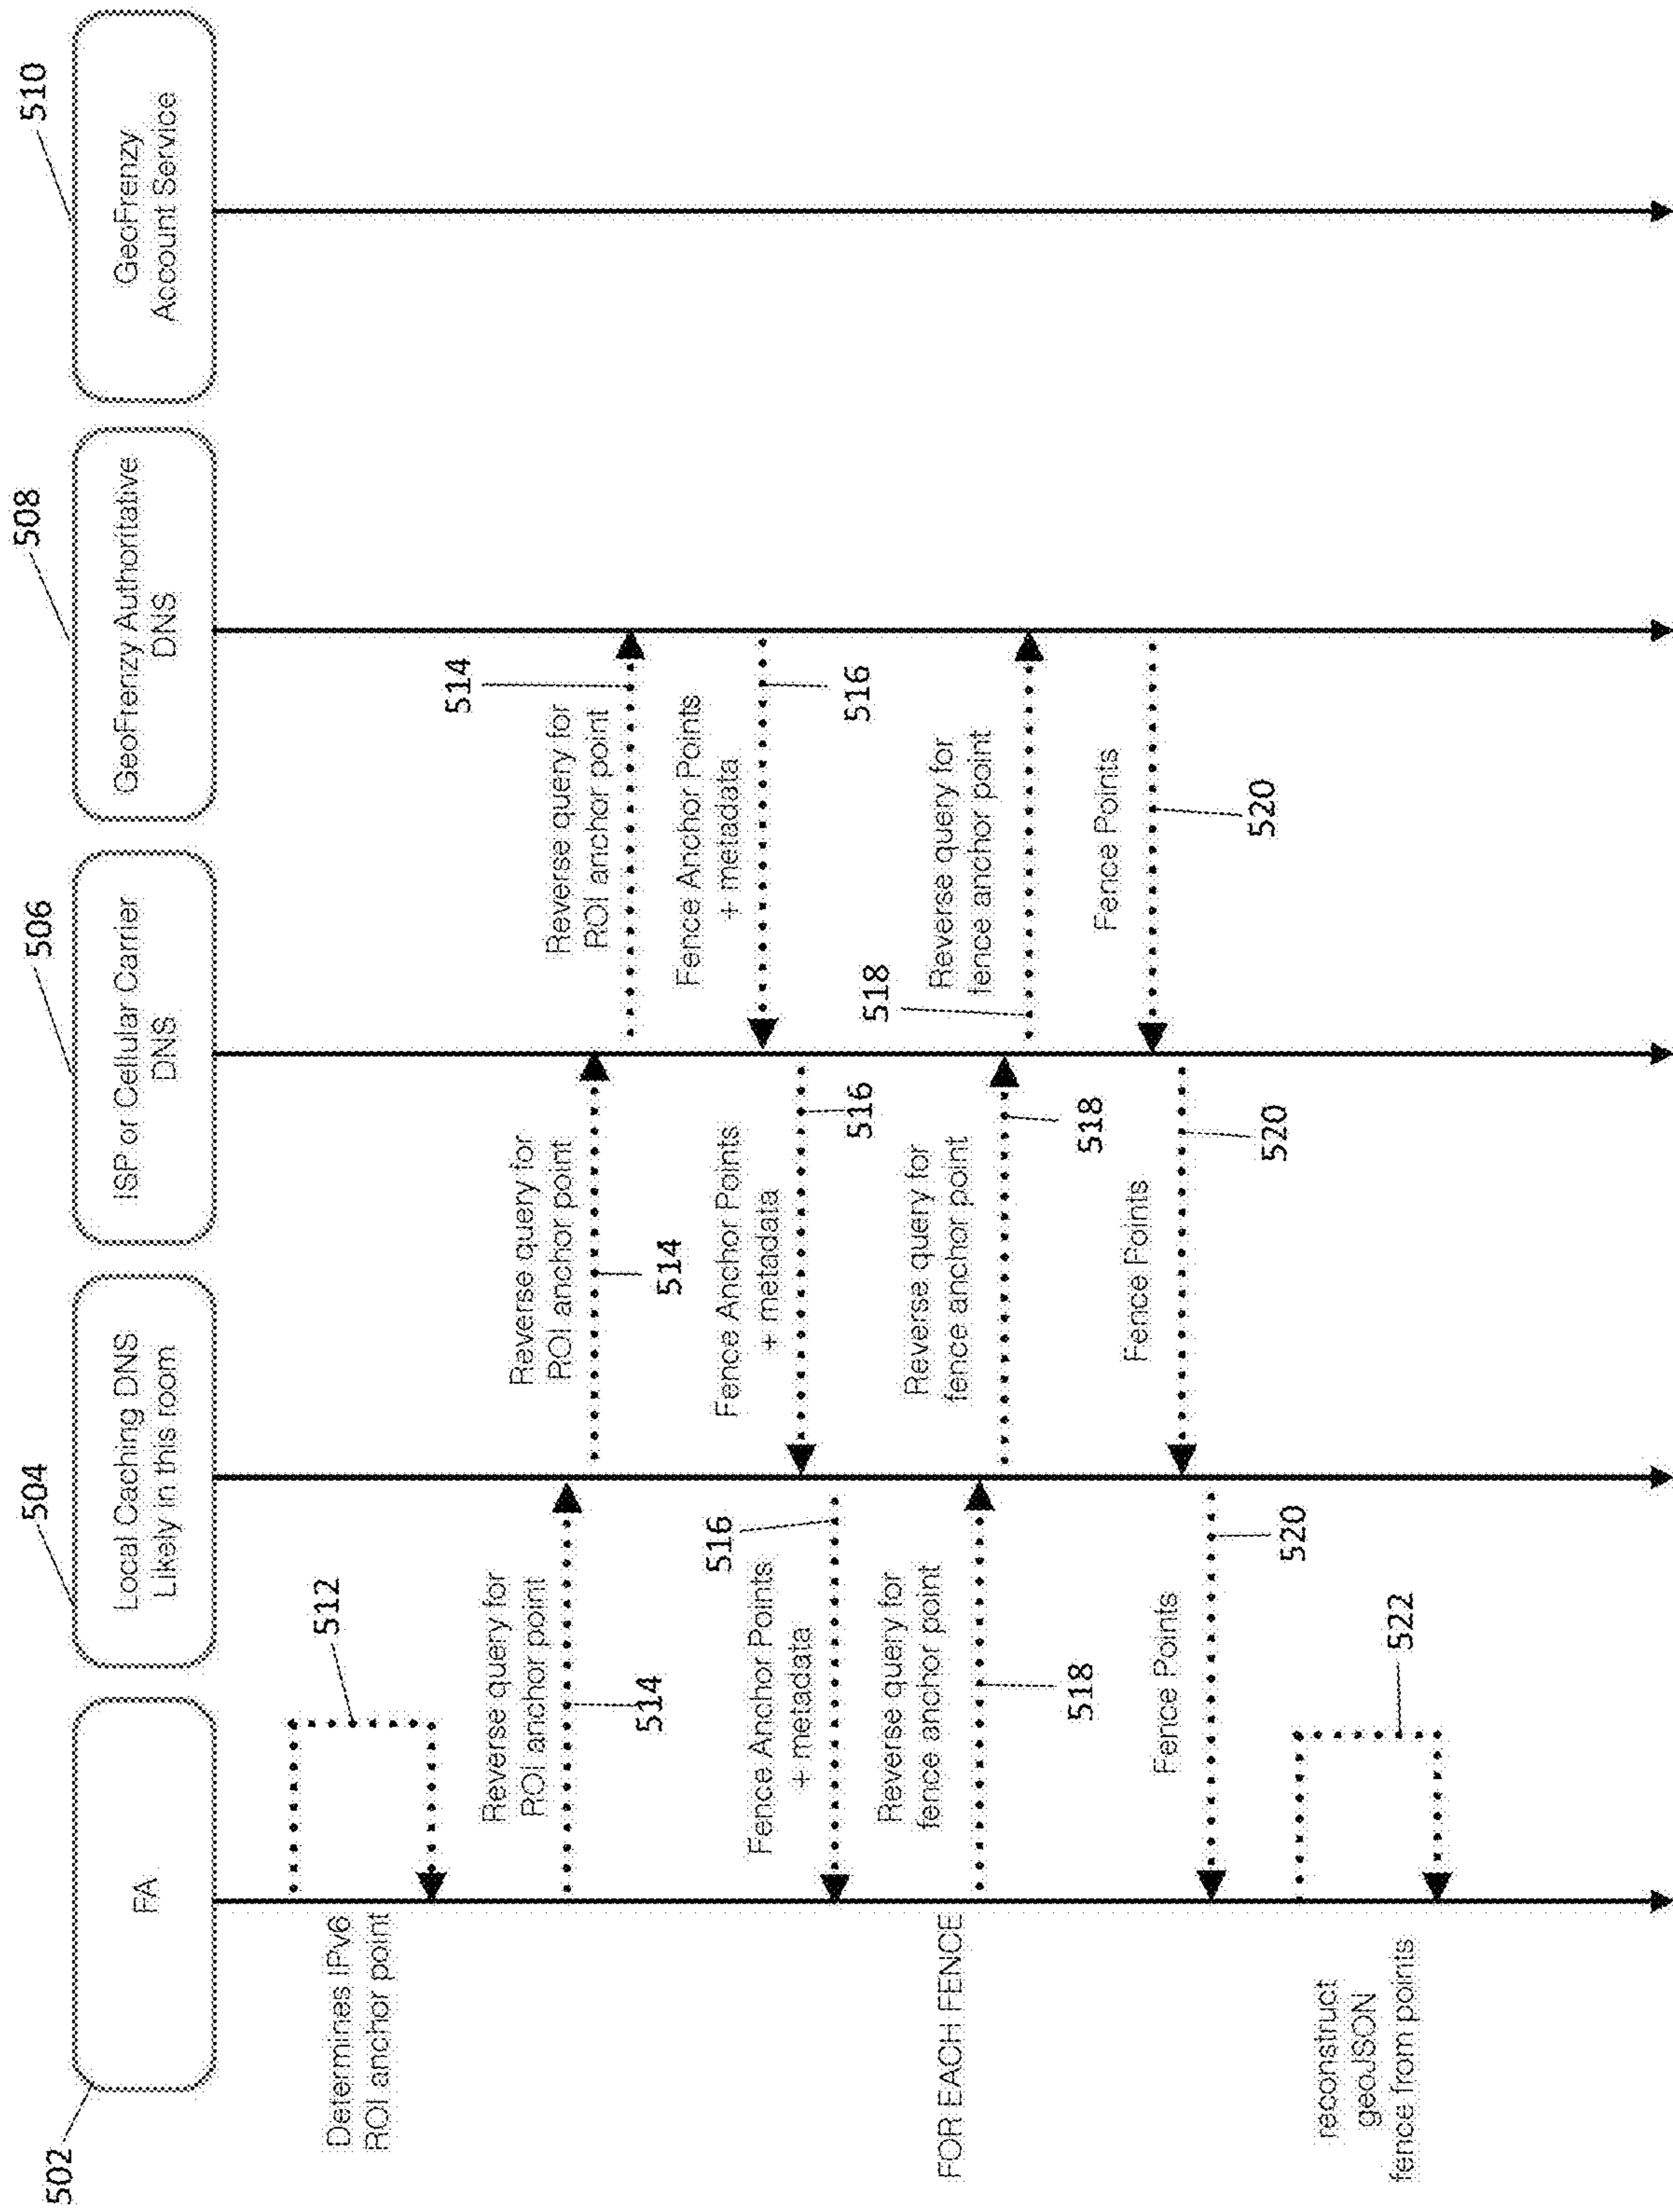 502
FA
504
Local Caching DNS
Likely in this room
506
ISP or Cellular Carrier
DNS
508
GeoFrenzy Authoritative
DNS
510
GeoFrenzy
Account Service
Determines IPv6
ROI anchor point
512
Reverse query for
ROI anchor point
514
Reverse query for
ROI anchor point
514
Reverse query for
ROI anchor point
514
Fence Anchor Points
+ metadata
516
Fence Anchor Points
+ metadata
516
Fence Anchor Points
+ metadata
516
FOR EACH FENCE
Reverse query for
fence anchor point
518
Reverse query for
fence anchor point
518
Reverse query for
fence anchor point
518
Fence Points
520
Fence Points
520
Fence Points
520
reconstruct
geoJSON
fence from points
522